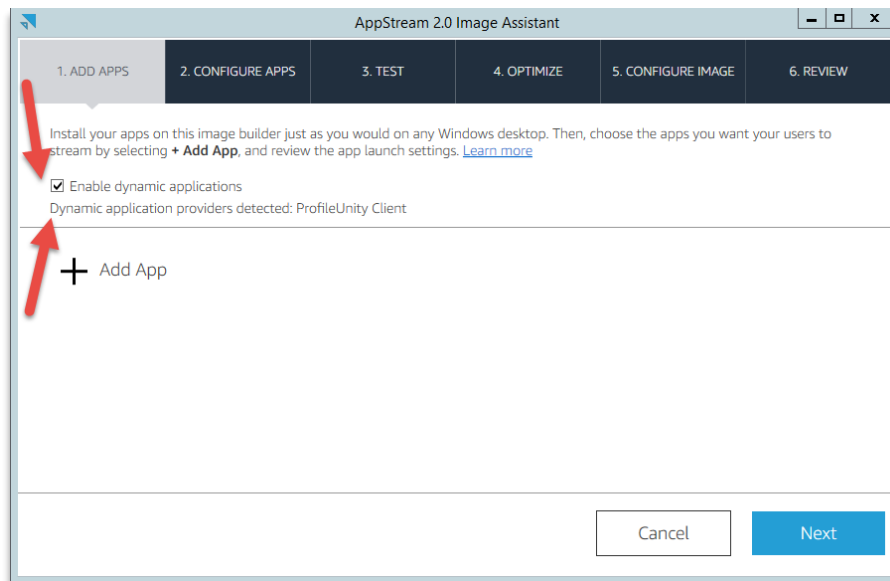 AppStream 2.0 Image Assistant
1. ADD APPS
2. CONFIGURE APPS
3. TEST
4. OPTIMIZE
5. CONFIGURE IMAGE
6. REVIEW
Install your apps on this image builder just as you would on any Windows desktop. Then, choose the apps you want your users to
stream by selecting + Add App, and review the app launch settings. Learn more
Enable dynamic applications
Dynamic application providers detected: ProfileUnity Client
Add App
Cancel
Next